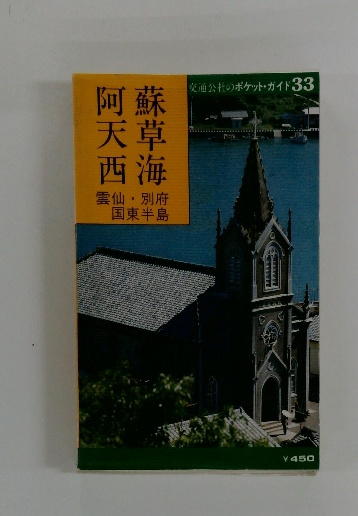 交通公社のポケット・ガイド33
阿蘇
天草
西海
雲仙・別府
国東半島
¥450